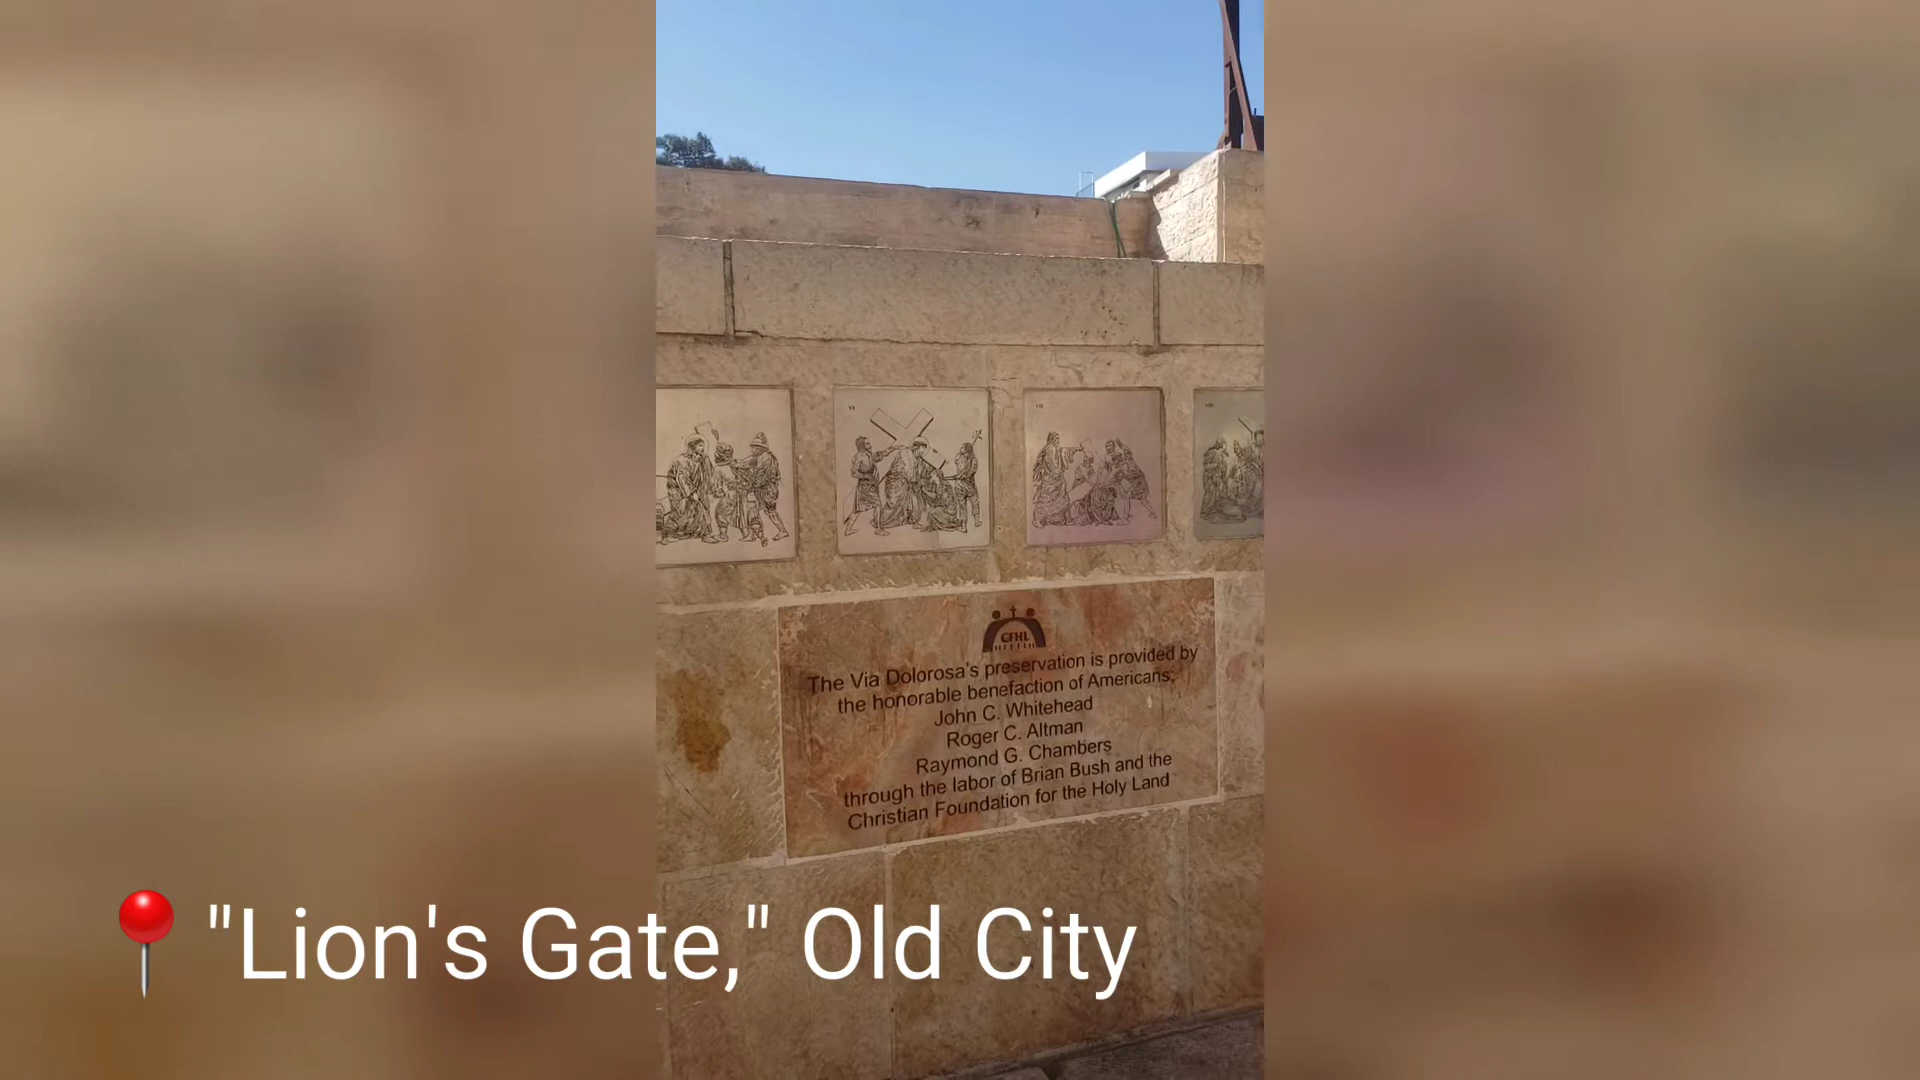 VI
VII
VIII
CFHL
The Via Dolorosa's preservation is provided by
the honorable benefaction of Americans;
John C. Whitehead
Roger C. Altman
Raymond G. Chambers
through the labor of Brian Bush and the
Christian Foundation for the Holy Land
"Lion's Gate," Old City